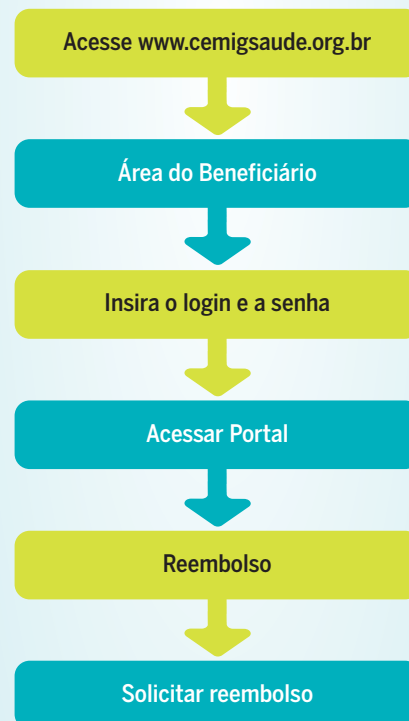 Acesse www.cemigsaude.org.br
Área do Beneficiário
Insira o login e a senha
Acessar Portal
Reembolso
Solicitar reembolso